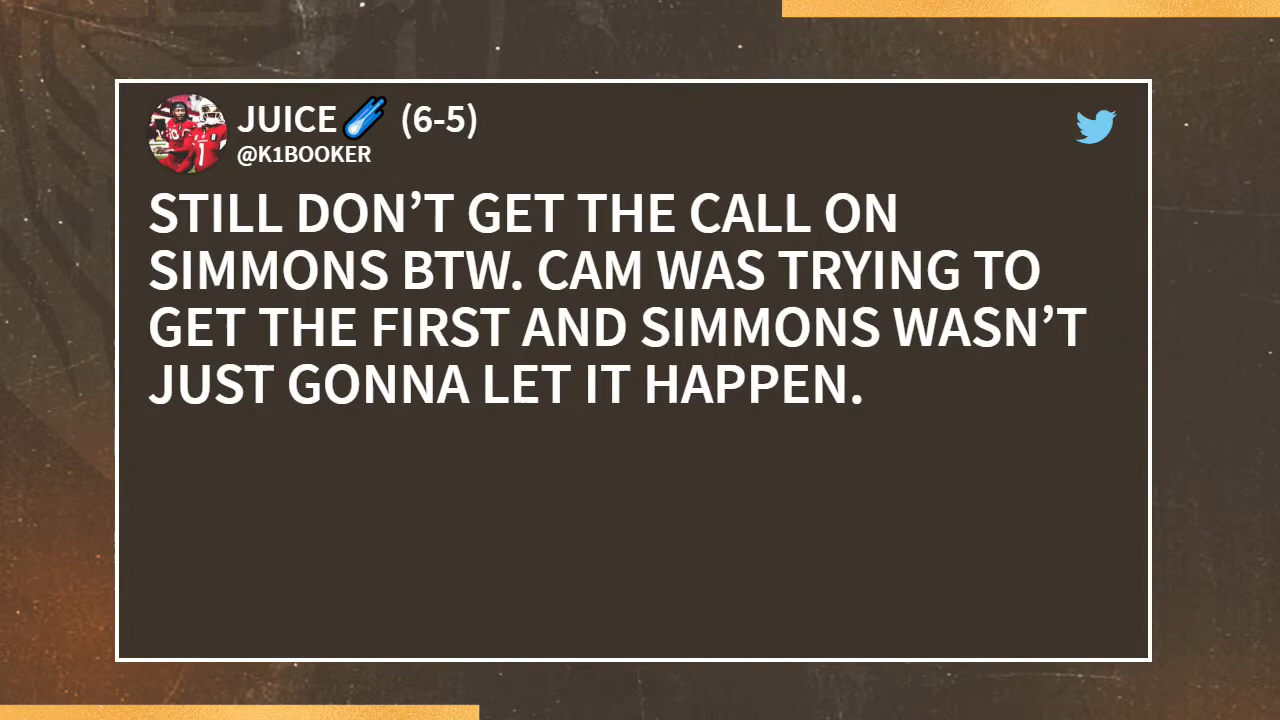 JUICE☄️ (6-5)
@K1BOOKER
STILL DON’T GET THE CALL ON
SIMMONS BTW. CAM WAS TRYING TO
GET THE FIRST AND SIMMONS WASN’T
JUST GONNA LET IT HAPPEN.